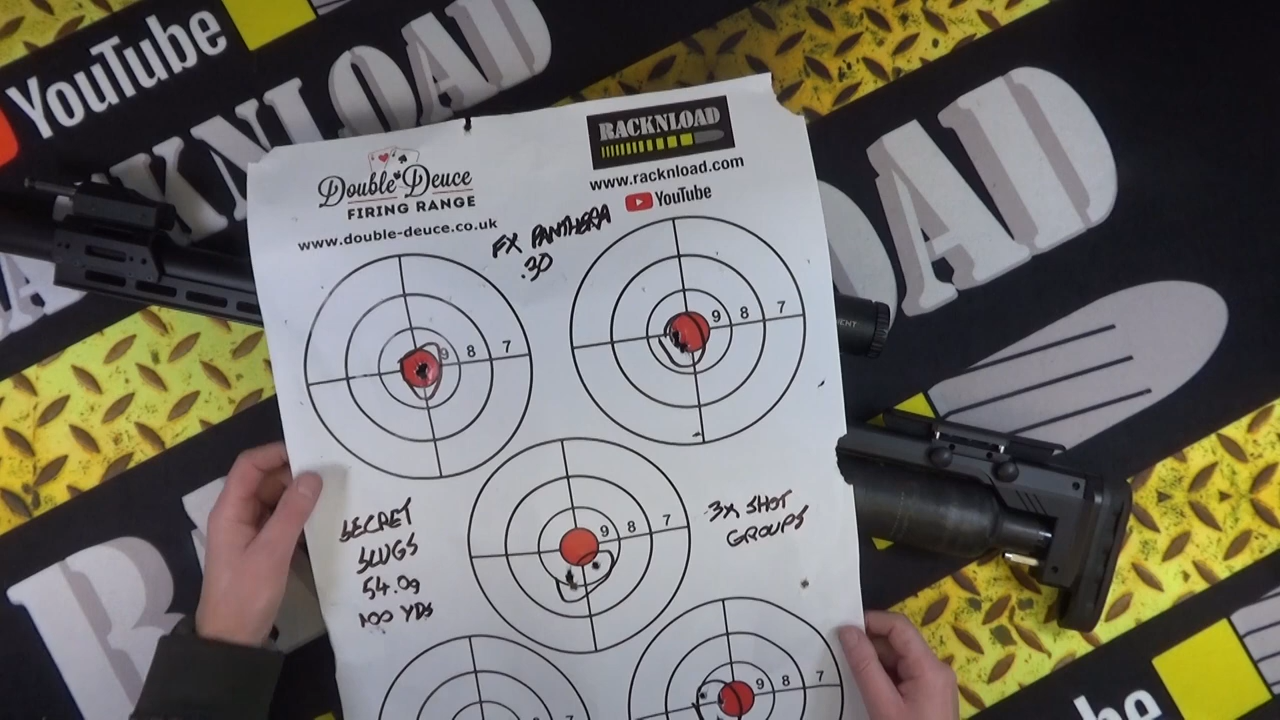 YouTube
RACKNLOAD
Double Deuce
FIRING RANGE
www.double-deuce.co.uk
RACKNLOAD
www.racknload.com
YouTube
FX PANTHERA
.30
9 8 7
9 8 7
9 8 7
SECRET
SLUGS
54.0g
100 YDS
3x SHOT
GROUPS
9 8 7
7